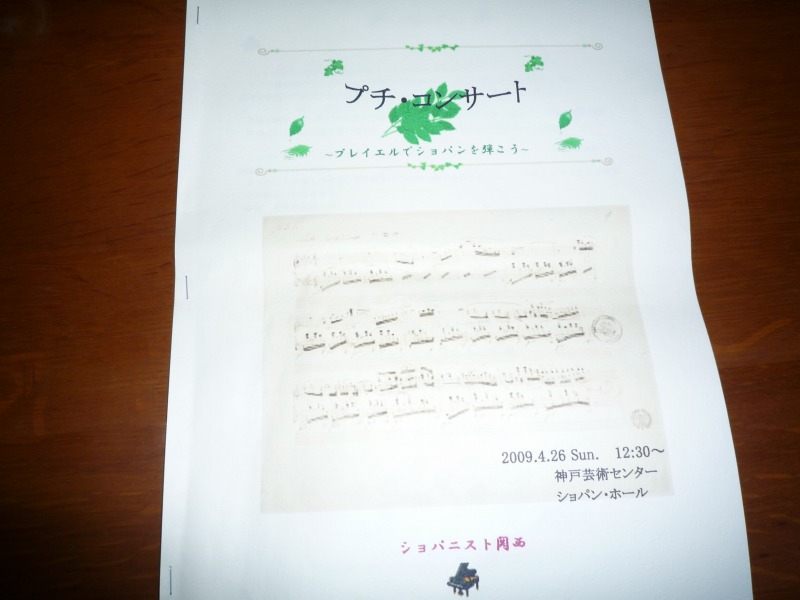 プチ・コンサート
~プレイエルでショパンを弾こう~
2009.4.26 Sun. 12:30～
神戸芸術センター
ショパン・ホール
ショパニスト関西